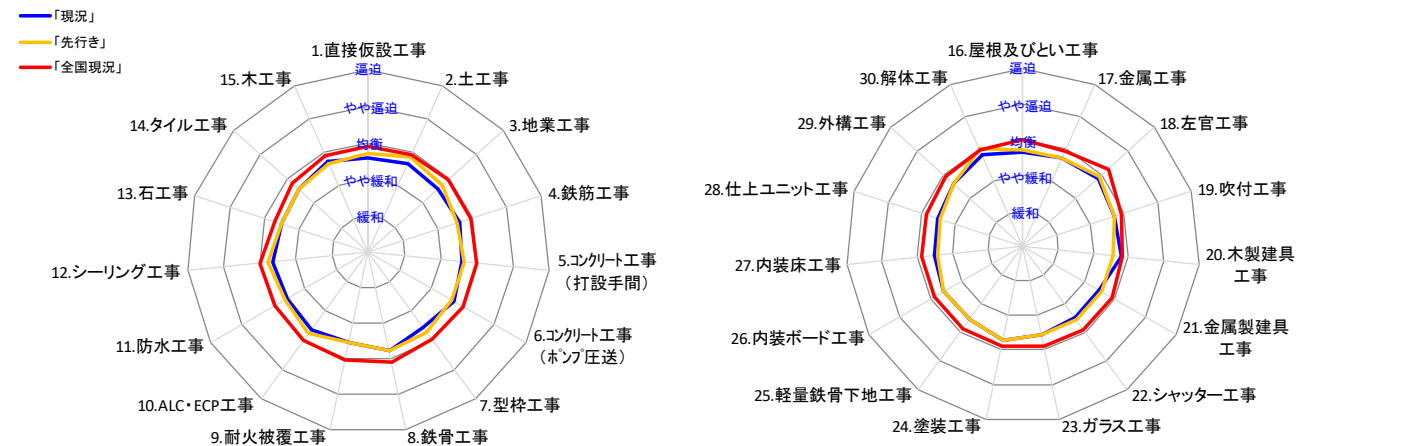 「現況」
「先行き」
「全国現況」
1.直接仮設工事
2.土工事
3.地業工事
4.鉄筋工事
5.コンクリート工事
(打設手間)
6.コンクリート工事
(ポンプ圧送)
7.型枠工事
8.鉄骨工事
9.耐火被覆工事
10.ALC・ECP工事
11.防水工事
12.シーリング工事
13.石工事
14.タイル工事
15.木工事
逼迫
やや逼迫
均衡
やや緩和
緩和
16.屋根及びとい工事
17.金属工事
18.左官工事
19.吹付工事
20.木製建具
工事
21.金属製建具
工事
22.シャッター工事
23.ガラス工事
24.塗装工事
25.軽量鉄骨下地工事
26.内装ボード工事
27.内装床工事
28.仕上ユニット工事
29.外構工事
30.解体工事
逼迫
やや逼迫
均衡
やや緩和
緩和